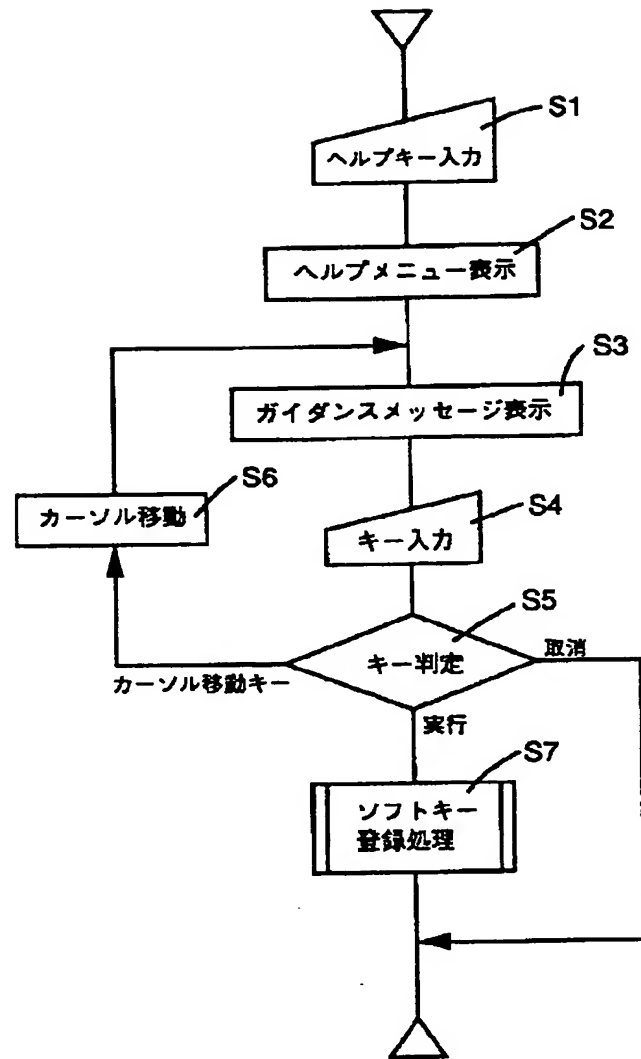 S1
ヘルプキー入力
S2
ヘルプメニュー表示
S3
ガイダンスメッセージ表示
S6
カーソル移動
S4
キー入力
S5
キー判定
取消
カーソル移動キー
実行
S7
ソフトキー
登録処理